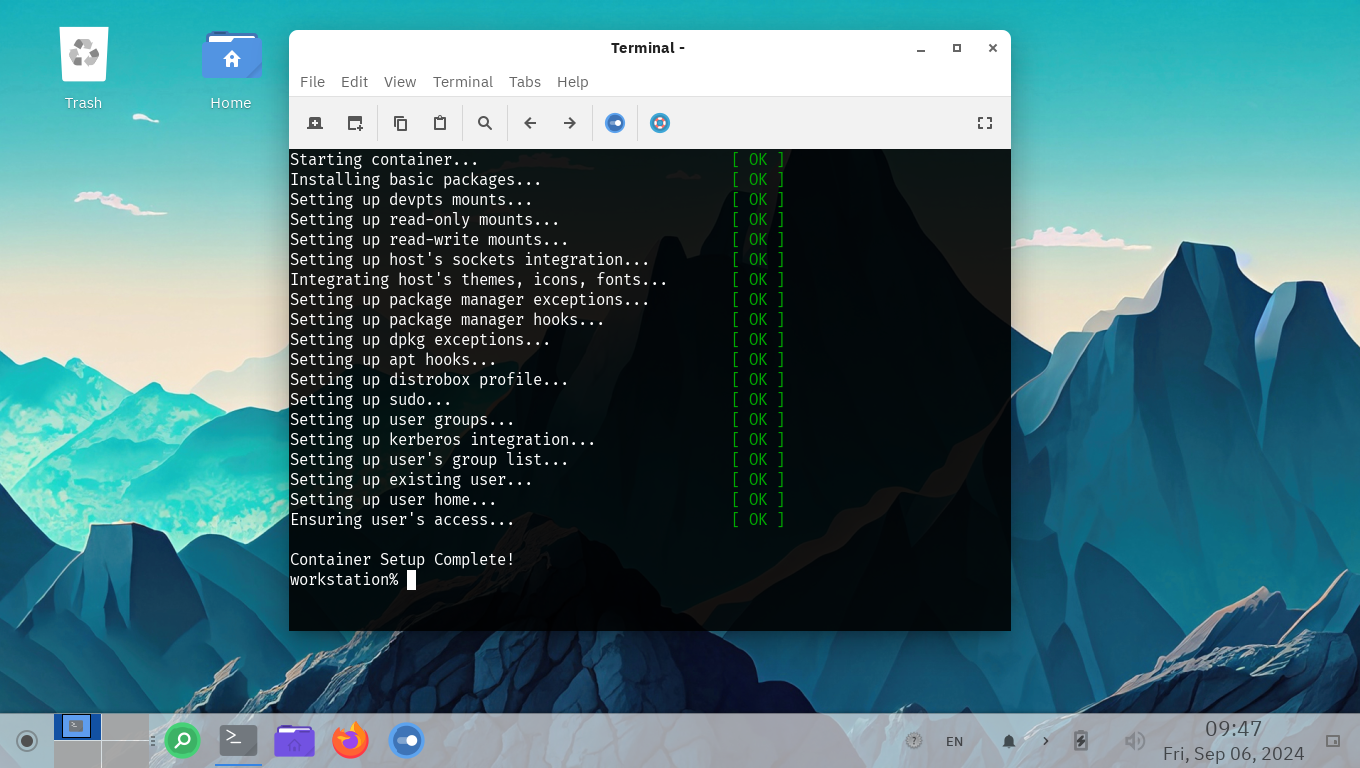 Trash
Home
Terminal -
File Edit View Terminal Tabs Help
Starting container... [ OK ]
Installing basic packages... [ OK ]
Setting up devpts mounts... [ OK ]
Setting up read-only mounts... [ OK ]
Setting up read-write mounts... [ OK ]
Setting up host's sockets integration... [ OK ]
Integrating host's themes, icons, fonts... [ OK ]
Setting up package manager exceptions... [ OK ]
Setting up package manager hooks... [ OK ]
Setting up dpkg exceptions... [ OK ]
Setting up apt hooks... [ OK ]
Setting up distrobox profile... [ OK ]
Setting up sudo... [ OK ]
Setting up user groups... [ OK ]
Setting up kerberos integration... [ OK ]
Setting up user's group list... [ OK ]
Setting up existing user... [ OK ]
Setting up user home... [ OK ]
Ensuring user's access... [ OK ]
Container Setup Complete!
workstation%
EN
09:47
Fri, Sep 06, 2024